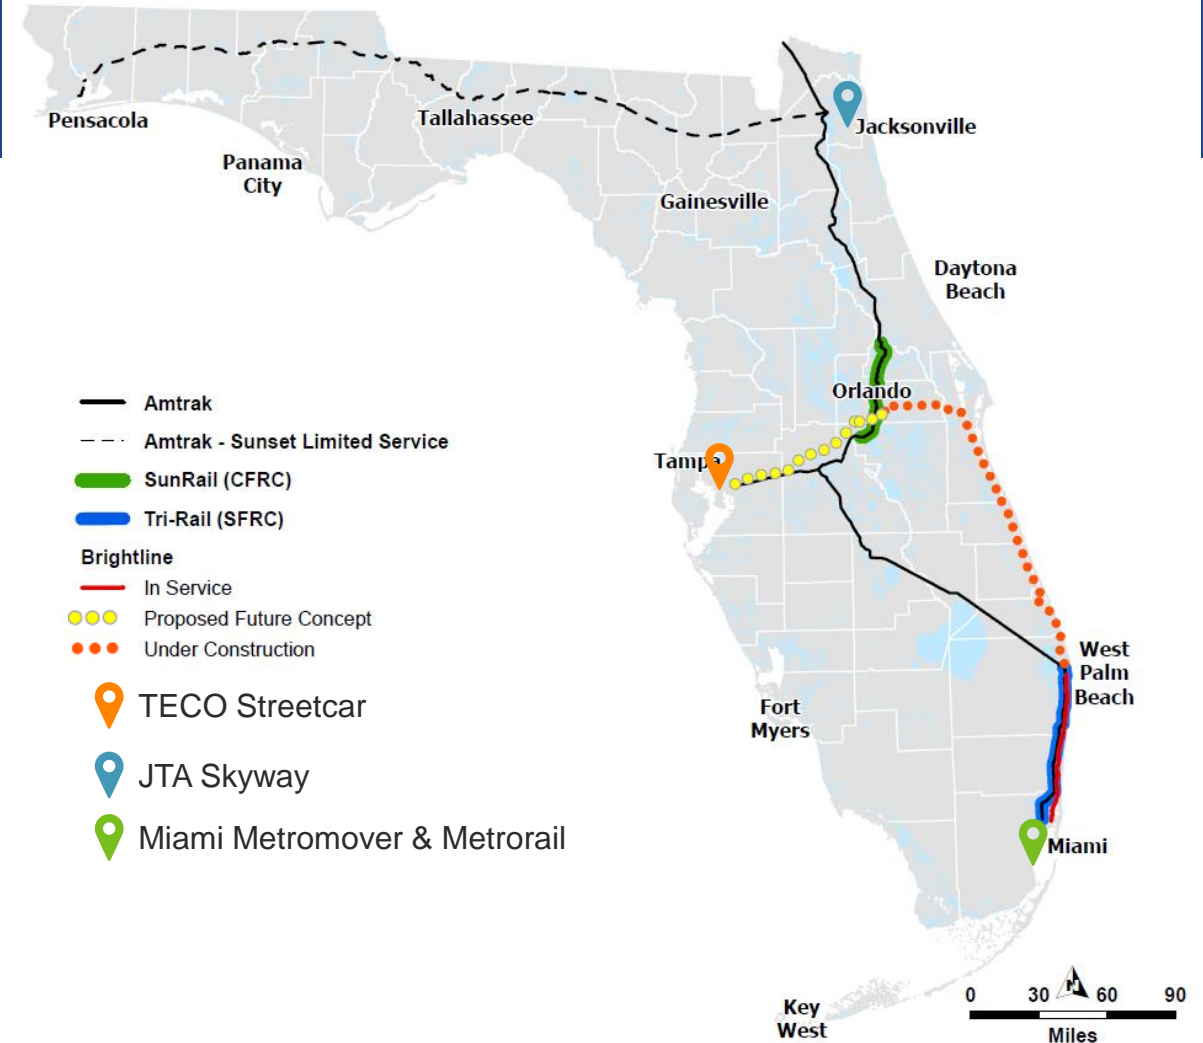 Pensacola
Tallahassee
Jacksonville
Panama
City
Gainesville
Daytona
Beach
Orlando
Tampa
West
Palm
Beach
Fort
Myers
Miami
Key
West
Amtrak
Amtrak - Sunset Limited Service
SunRail (CFRC)
Tri-Rail (SFRC)
Brightline
In Service
Proposed Future Concept
Under Construction
TECO Streetcar
JTA Skyway
Miami Metromover & Metrorail
N
0 30 60 90
Miles